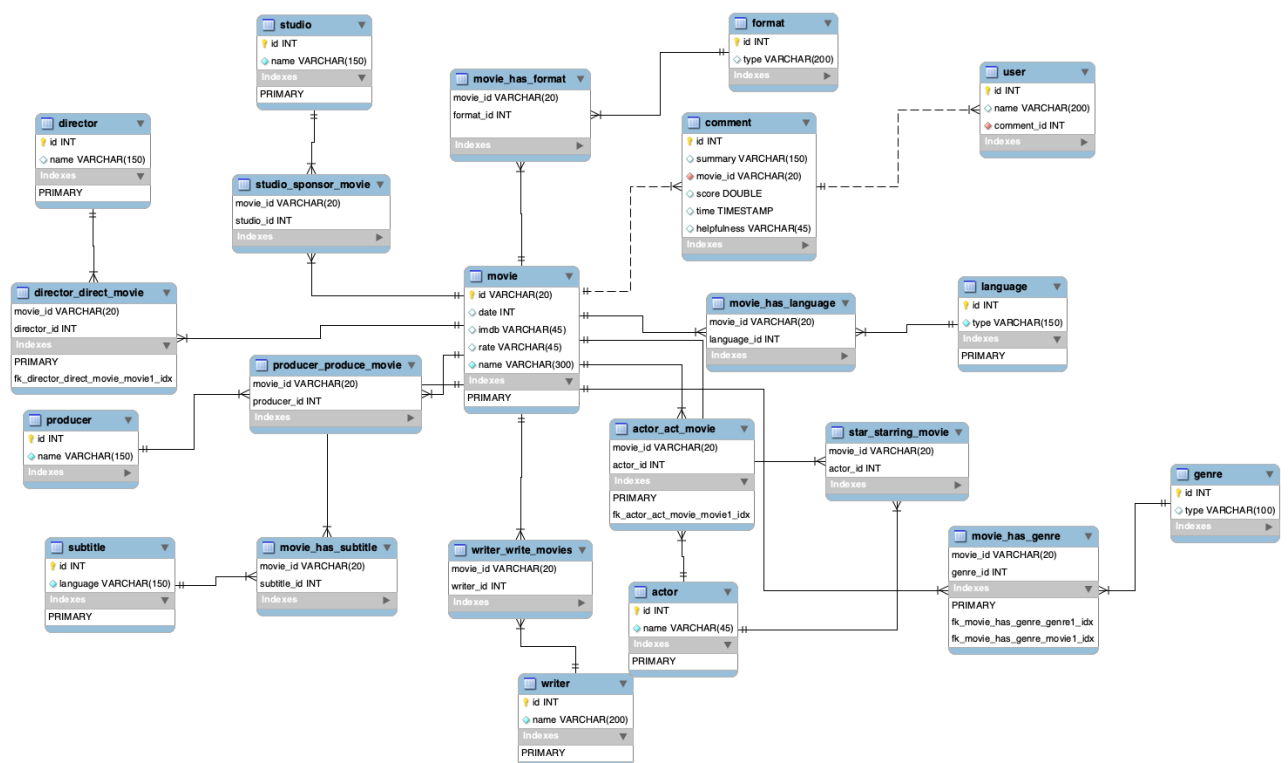 studio
id INT
name VARCHAR(150)
Indexes
PRIMARY
format
id INT
type VARCHAR(200)
Indexes
movie_has_format
movie_id VARCHAR(20)
format_id INT
Indexes
user
id INT
name VARCHAR(200)
comment_id INT
Indexes
director
id INT
name VARCHAR(150)
Indexes
PRIMARY
comment
id INT
summary VARCHAR(150)
movie_id VARCHAR(20)
score DOUBLE
time TIMESTAMP
helpfulness VARCHAR(45)
Indexes
studio_sponsor_movie
movie_id VARCHAR(20)
studio_id INT
Indexes
movie
id VARCHAR(20)
date INT
imdb VARCHAR(45)
rate VARCHAR(45)
name VARCHAR(300)
Indexes
PRIMARY
director_direct_movie
movie_id VARCHAR(20)
director_id INT
Indexes
PRIMARY
fk_director_direct_movie_movie1_idx
movie_has_language
movie_id VARCHAR(20)
language_id INT
Indexes
language
id INT
type VARCHAR(150)
Indexes
PRIMARY
producer_produce_movie
movie_id VARCHAR(20)
producer_id INT
Indexes
producer
id INT
name VARCHAR(150)
Indexes
actor_act_movie
movie_id VARCHAR(20)
actor_id INT
Indexes
PRIMARY
fk_actor_act_movie_movie1_idx
star_starring_movie
movie_id VARCHAR(20)
actor_id INT
Indexes
genre
id INT
type VARCHAR(100)
Indexes
subtitle
id INT
language VARCHAR(150)
Indexes
PRIMARY
movie_has_subtitle
movie_id VARCHAR(20)
subtitle_id INT
Indexes
writer_write_movies
movie_id VARCHAR(20)
writer_id INT
Indexes
movie_has_genre
movie_id VARCHAR(20)
genre_id INT
Indexes
PRIMARY
fk_movie_has_genre_genre1_idx
fk_movie_has_genre_movie1_idx
actor
id INT
name VARCHAR(45)
Indexes
PRIMARY
writer
id INT
name VARCHAR(200)
Indexes
PRIMARY